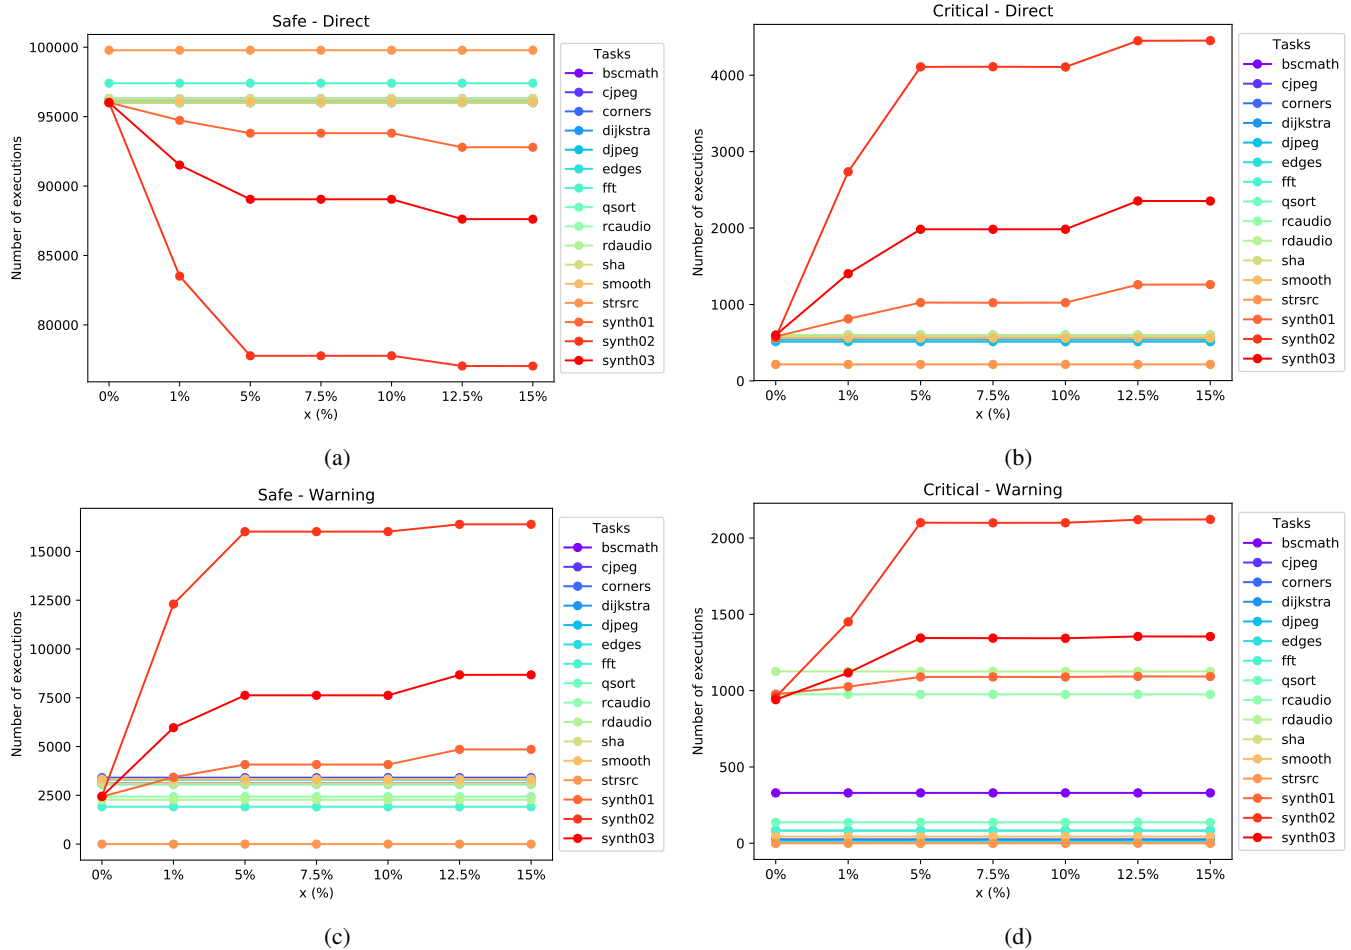 Safe - Direct
Number of executions
100000
95000
90000
85000
80000
0% 1% 5% 7.5% 10% 12.5% 15%
x (%)
Tasks
bscmath
cjpeg
corners
dijkstra
djpeg
edges
fft
qsort
rcaudio
rdaudio
sha
smooth
strsrc
synth01
synth02
synth03
(a)
Critical - Direct
Number of executions
4000
3000
2000
1000
0
0% 1% 5% 7.5% 10% 12.5% 15%
x (%)
Tasks
bscmath
cjpeg
corners
dijkstra
djpeg
edges
fft
qsort
rcaudio
rdaudio
sha
smooth
strsrc
synth01
synth02
synth03
(b)
Safe - Warning
Number of executions
15000
12500
10000
7500
5000
2500
0
0% 1% 5% 7.5% 10% 12.5% 15%
x (%)
Tasks
bscmath
cjpeg
corners
dijkstra
djpeg
edges
fft
qsort
rcaudio
rdaudio
sha
smooth
strsrc
synth01
synth02
synth03
(c)
Critical - Warning
Number of executions
2000
1500
1000
500
0
0% 1% 5% 7.5% 10% 12.5% 15%
x (%)
Tasks
bscmath
cjpeg
corners
dijkstra
djpeg
edges
fft
qsort
rcaudio
rdaudio
sha
smooth
strsrc
synth01
synth02
synth03
(d)